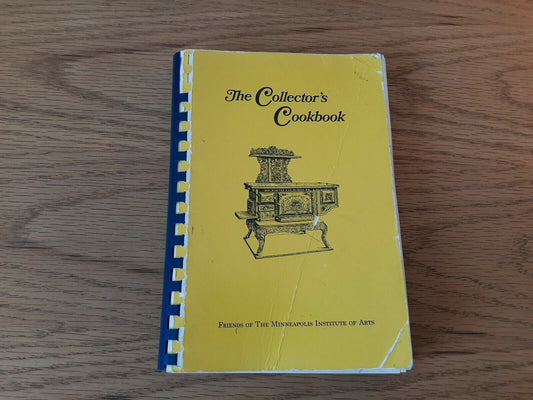 The Collector's
Cookbook
Friends of The Minneapolis Institute of Arts